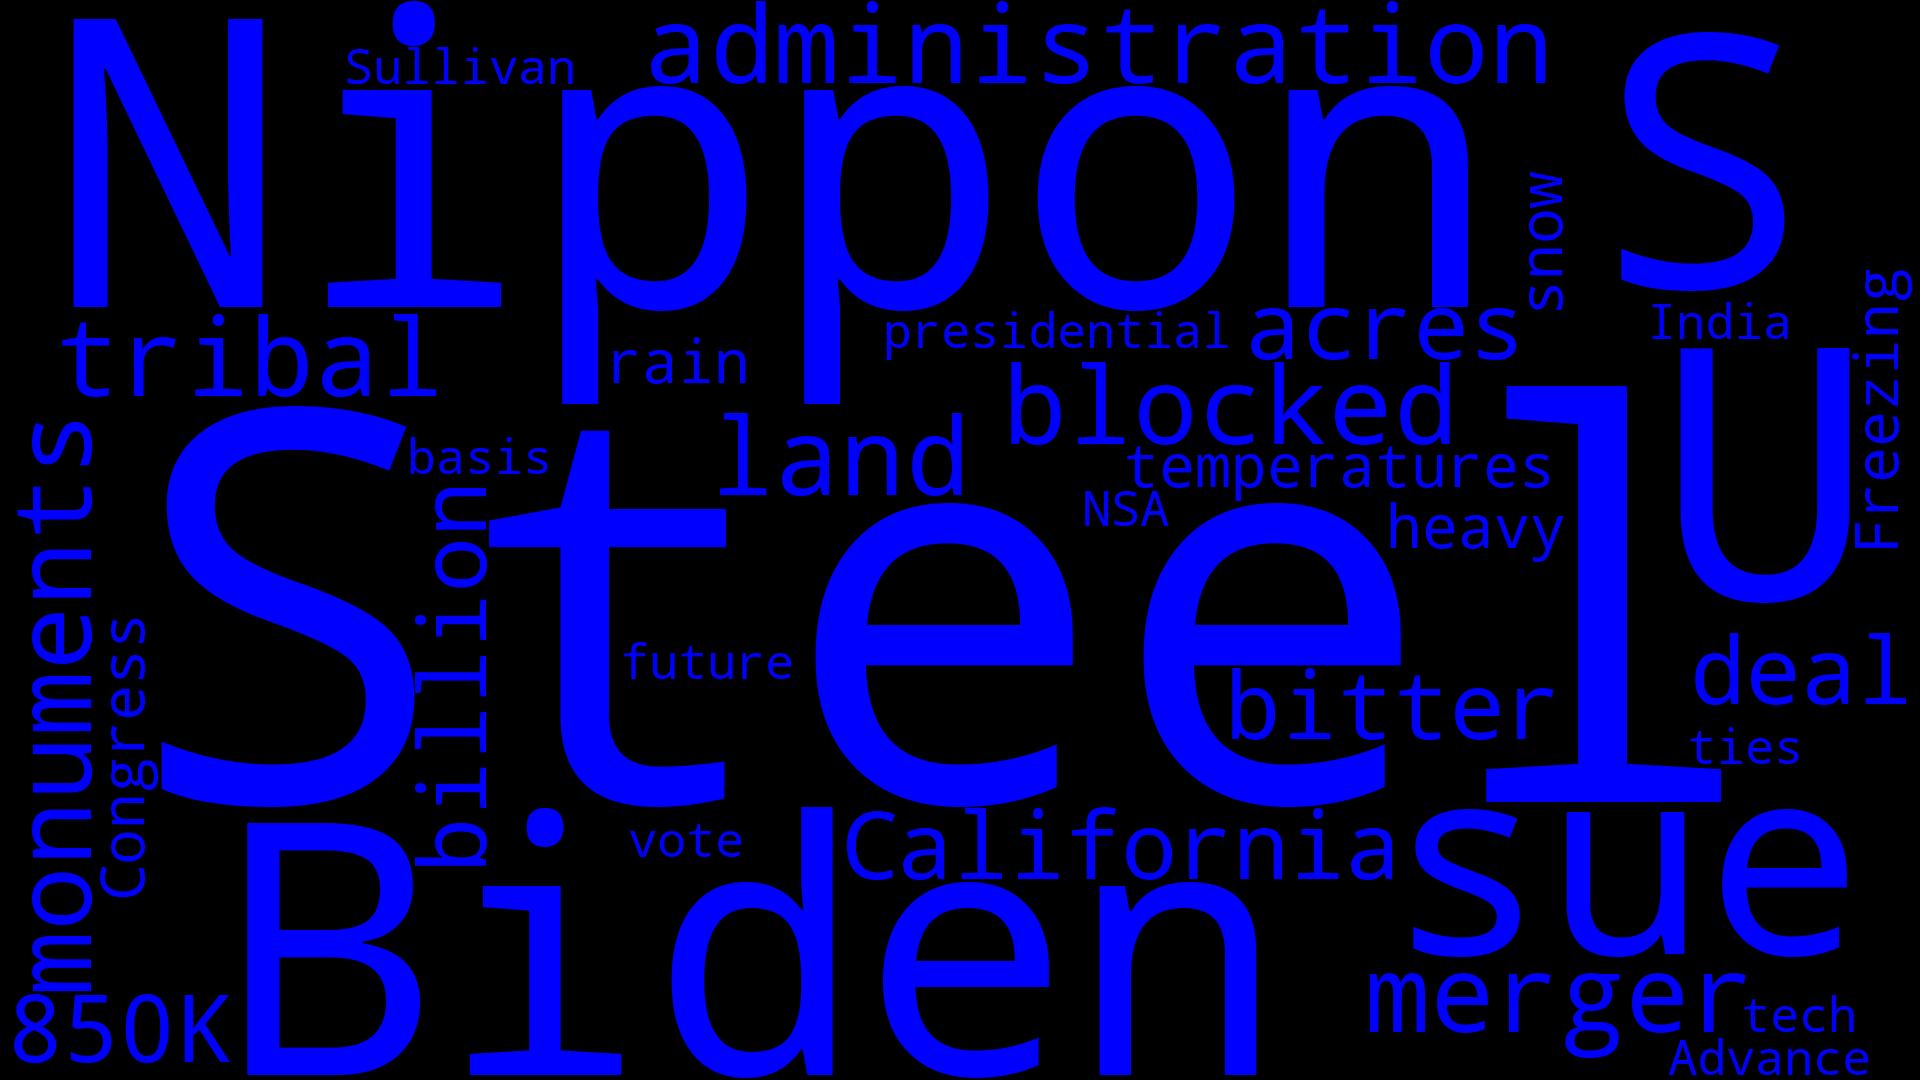 Nippon
administration
S
Sullivan
snow
tribal
rain
presidential
acres
India
Freezing
blocked
U
land
basis
temperatures
NSA
heavy
Steel
monuments
billion
Congress
future
bitter
deal
ties
Biden
vote
California
sue
850K
merger
tech
Advance